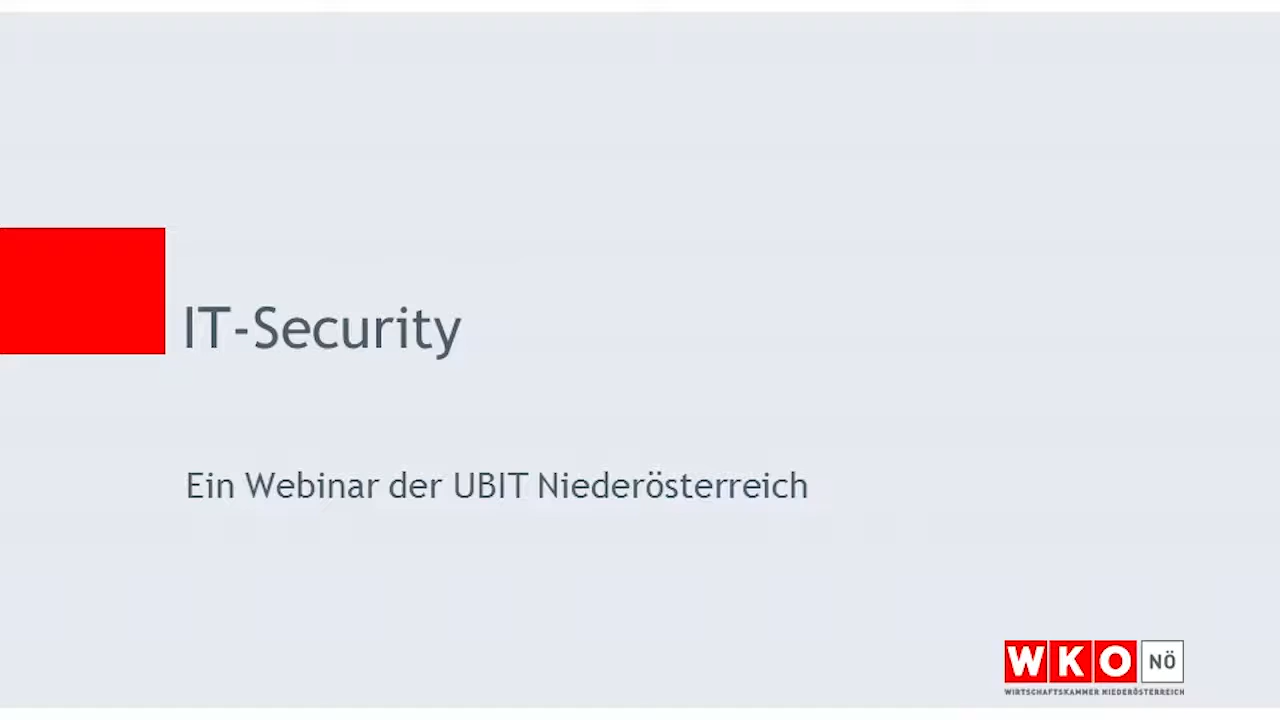 IT-Security
Ein Webinar der UBIT Niederösterreich
WKO NÖ
WIRTSCHAFTSKAMMER NIEDERÖSTERREICH